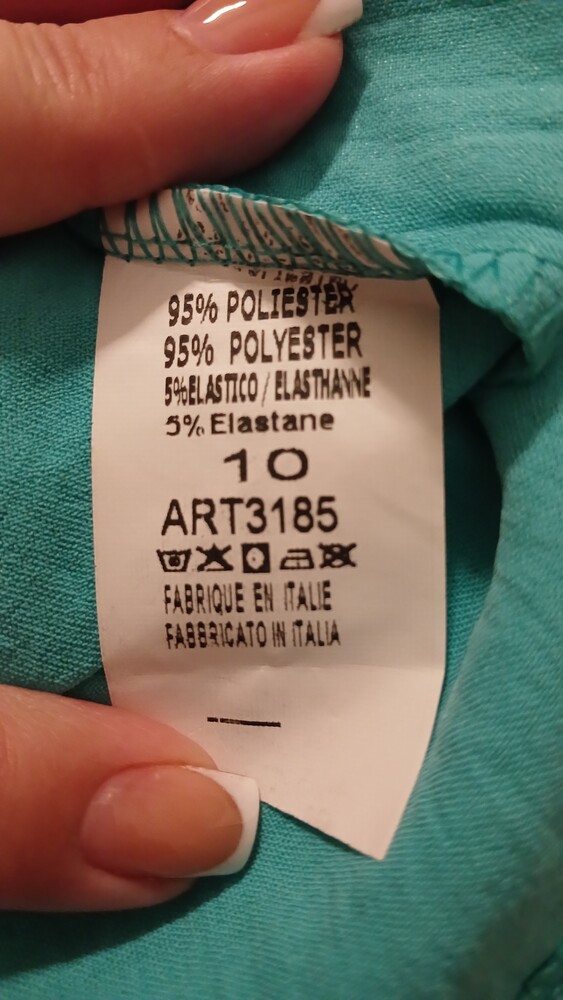 95% POLIESTER
95% POLYESTER
5%ELASTICO / ELASTHANNE
5% Elastane
10
ART3185
FABRIQUE EN ITALIE
FABBRICATO IN ITALIA